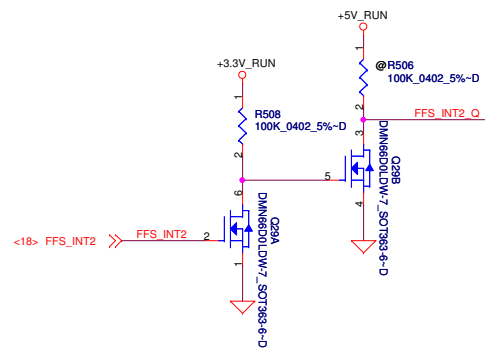 +5V_RUN
1
@R506
100K_0402_5%~D
2
FFS_INT2_Q
+3.3V_RUN
1
R508
100K_0402_5%~D
2
3
5
4
Q29B
DMN66D0LDW-7_SOT363-6~D
6
<18> FFS_INT2
FFS_INT2
2
1
Q29A
DMN66D0LDW-7_SOT363-6~D